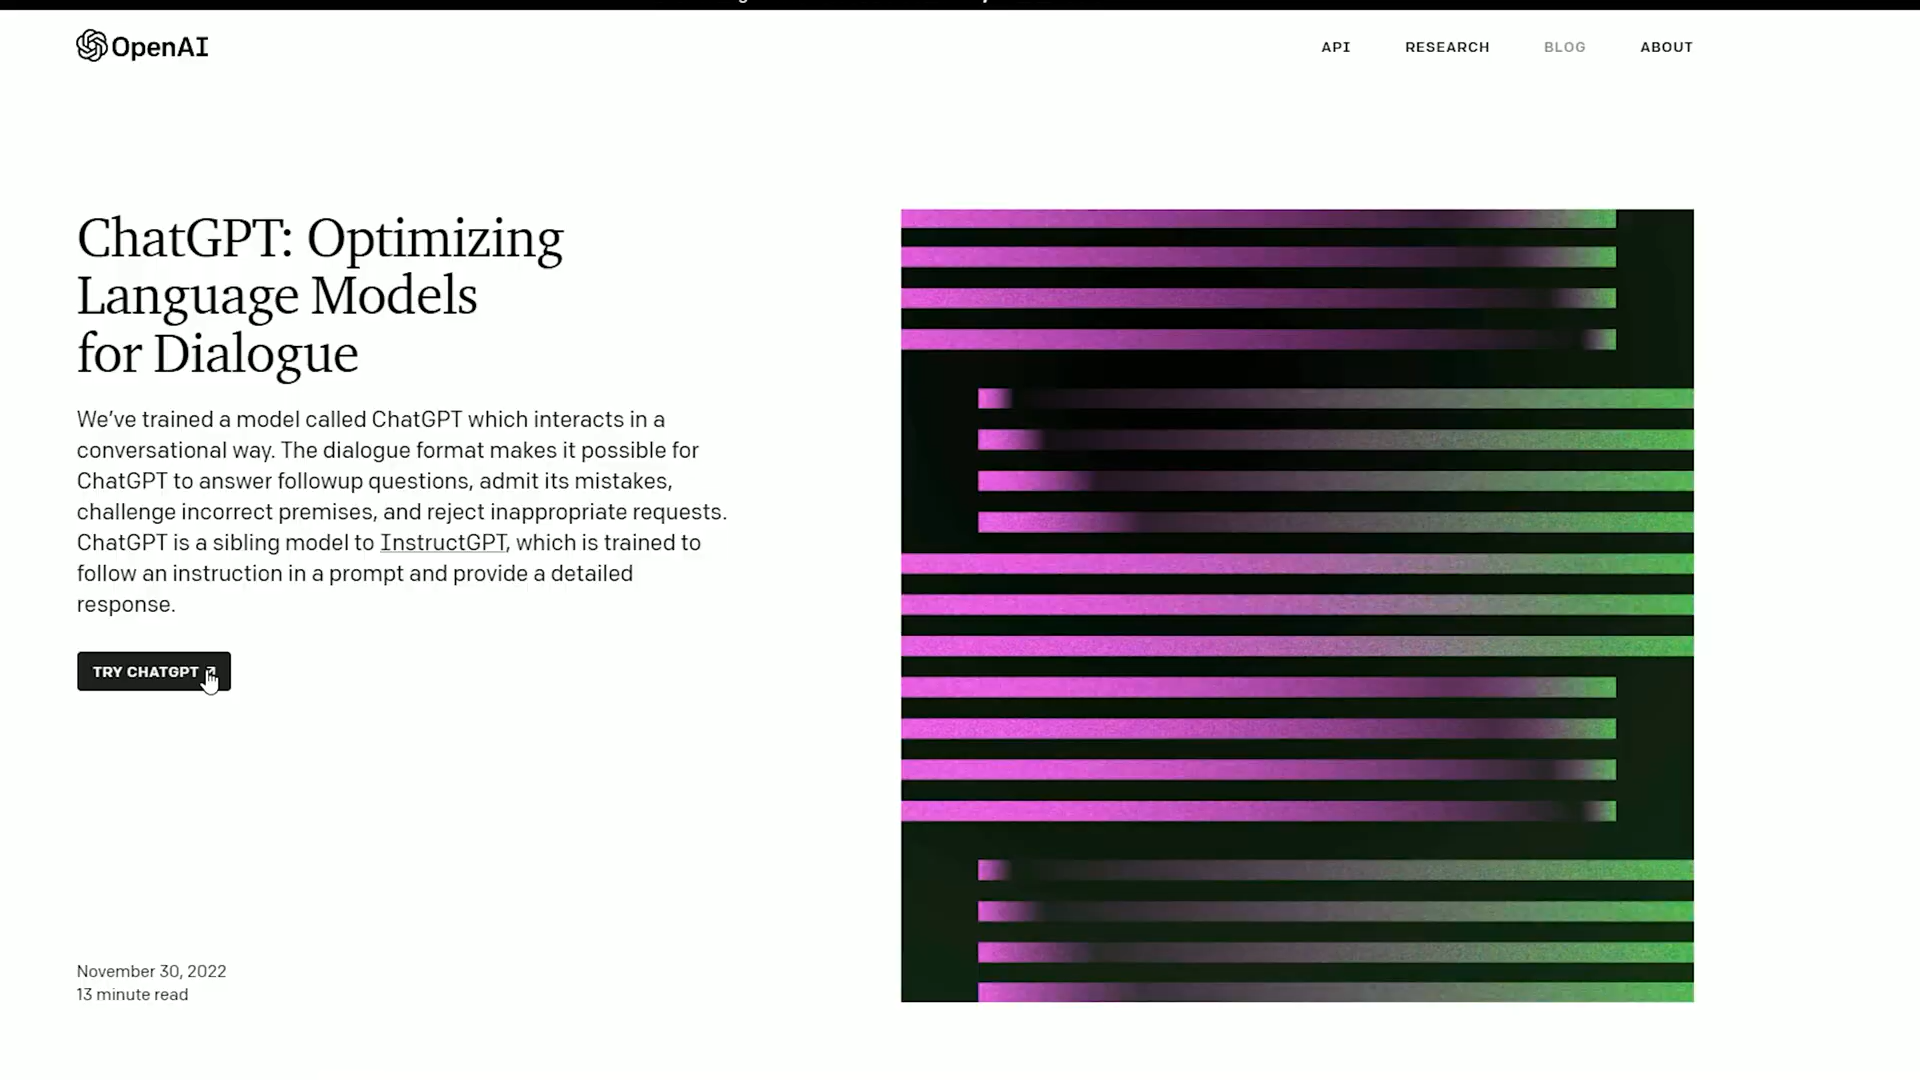 OpenAI
API RESEARCH BLOG ABOUT
ChatGPT: Optimizing
Language Models
for Dialogue
We’ve trained a model called ChatGPT which interacts in a
conversational way. The dialogue format makes it possible for
ChatGPT to answer followup questions, admit its mistakes,
challenge incorrect premises, and reject inappropriate requests.
ChatGPT is a sibling model to InstructGPT, which is trained to
follow an instruction in a prompt and provide a detailed
response.
TRY CHATGPT
November 30, 2022
13 minute read